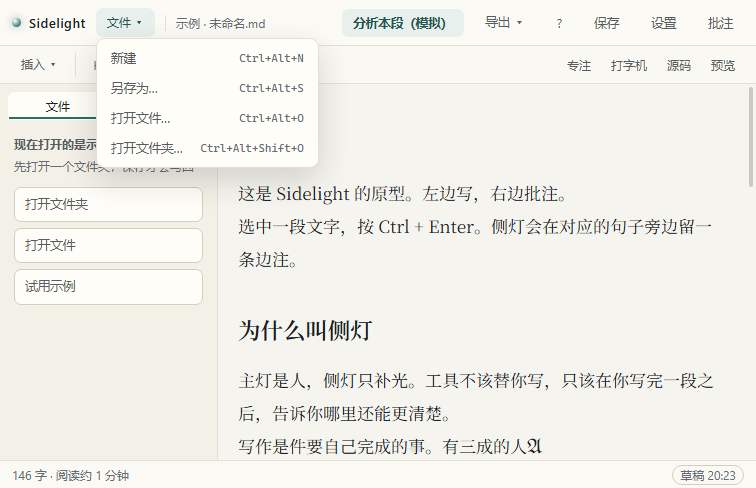 Sidelight 文件 ▾ 示例 · 未命名.md 分析本段（模拟） 导出 ▾ ? 保存 设置 批注
插入 ▾ 专注 打字机 源码 预览
新建 Ctrl+Alt+N
另存为… Ctrl+Alt+S
打开文件… Ctrl+Alt+O
打开文件夹… Ctrl+Alt+Shift+O
文件
现在打开的是示
先打开一个文件夹，保存才会写回
打开文件夹
打开文件
试用示例
这是 Sidelight 的原型。左边写，右边批注。
选中一段文字，按 Ctrl + Enter。侧灯会在对应的句子旁边留一
条边注。
为什么叫侧灯
主灯是人，侧灯只补光。工具不该替你写，只该在你写完一段之
后，告诉你哪里还能更清楚。
写作是件要自己完成的事。有三成的人𝔄
146 字 · 阅读约 1 分钟 草稿 20:23